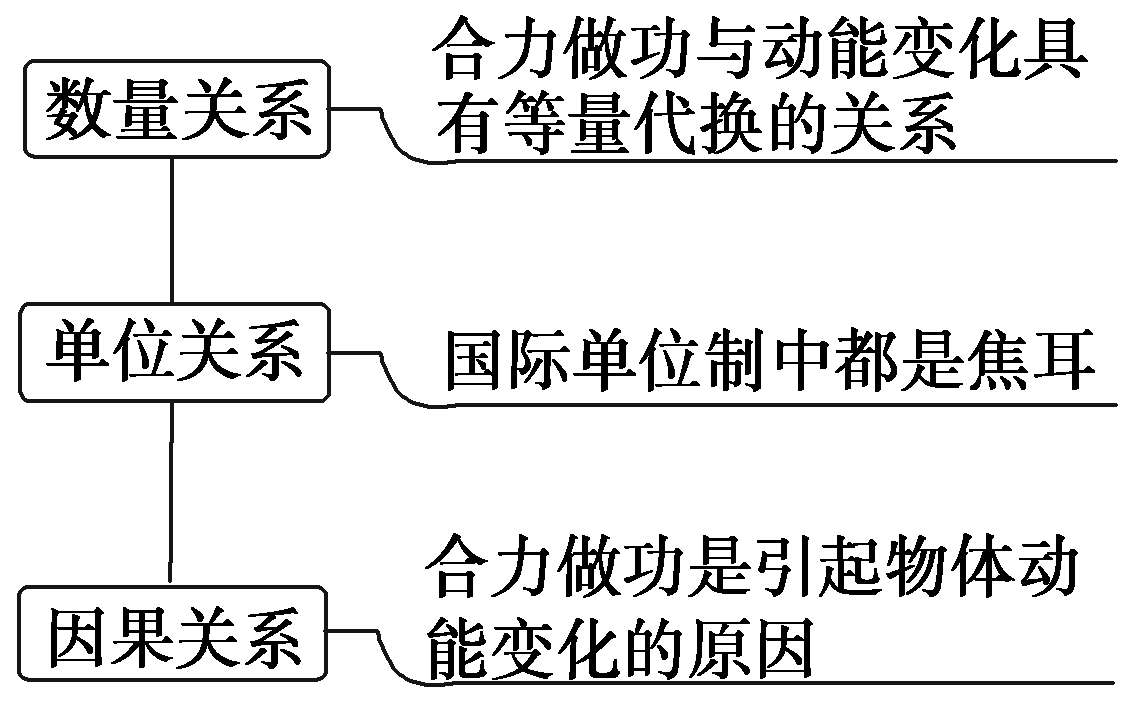 数量关系
合力做功与动能变化具
有等量代换的关系
单位关系
国际单位制中都是焦耳
因果关系
合力做功是引起物体动
能变化的原因